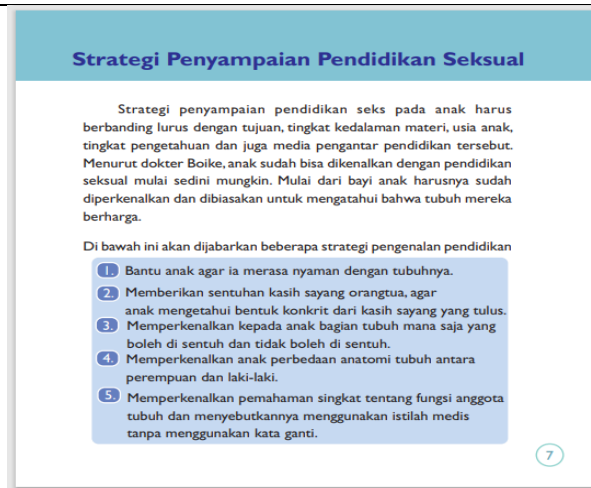 Strategi Penyampaian Pendidikan Seksual
Strategi penyampaian pendidikan seks pada anak harus
berbanding lurus dengan tujuan, tingkat kedalaman materi, usia anak,
tingkat pengetahuan dan juga media pengantar pendidikan tersebut.
Menurut dokter Boike, anak sudah bisa dikenalkan dengan pendidikan
seksual mulai sedini mungkin. Mulai dari bayi anak harusnya sudah
diperkenalkan dan dibiasakan untuk mengatahui bahwa tubuh mereka
berharga.
Di bawah ini akan dijabarkan beberapa strategi pengenalan pendidikan
1. Bantu anak agar ia merasa nyaman dengan tubuhnya.
2. Memberikan sentuhan kasih sayang orangtua, agar
anak mengetahui bentuk konkrit dari kasih sayang yang tulus.
3. Memperkenalkan kepada anak bagian tubuh mana saja yang
boleh di sentuh dan tidak boleh di sentuh.
4. Memperkenalkan anak perbedaan anatomi tubuh antara
perempuan dan laki-laki.
5. Memperkenalkan pemahaman singkat tentang fungsi anggota
tubuh dan menyebutkannya menggunakan istilah medis
tanpa menggunakan kata ganti.
7